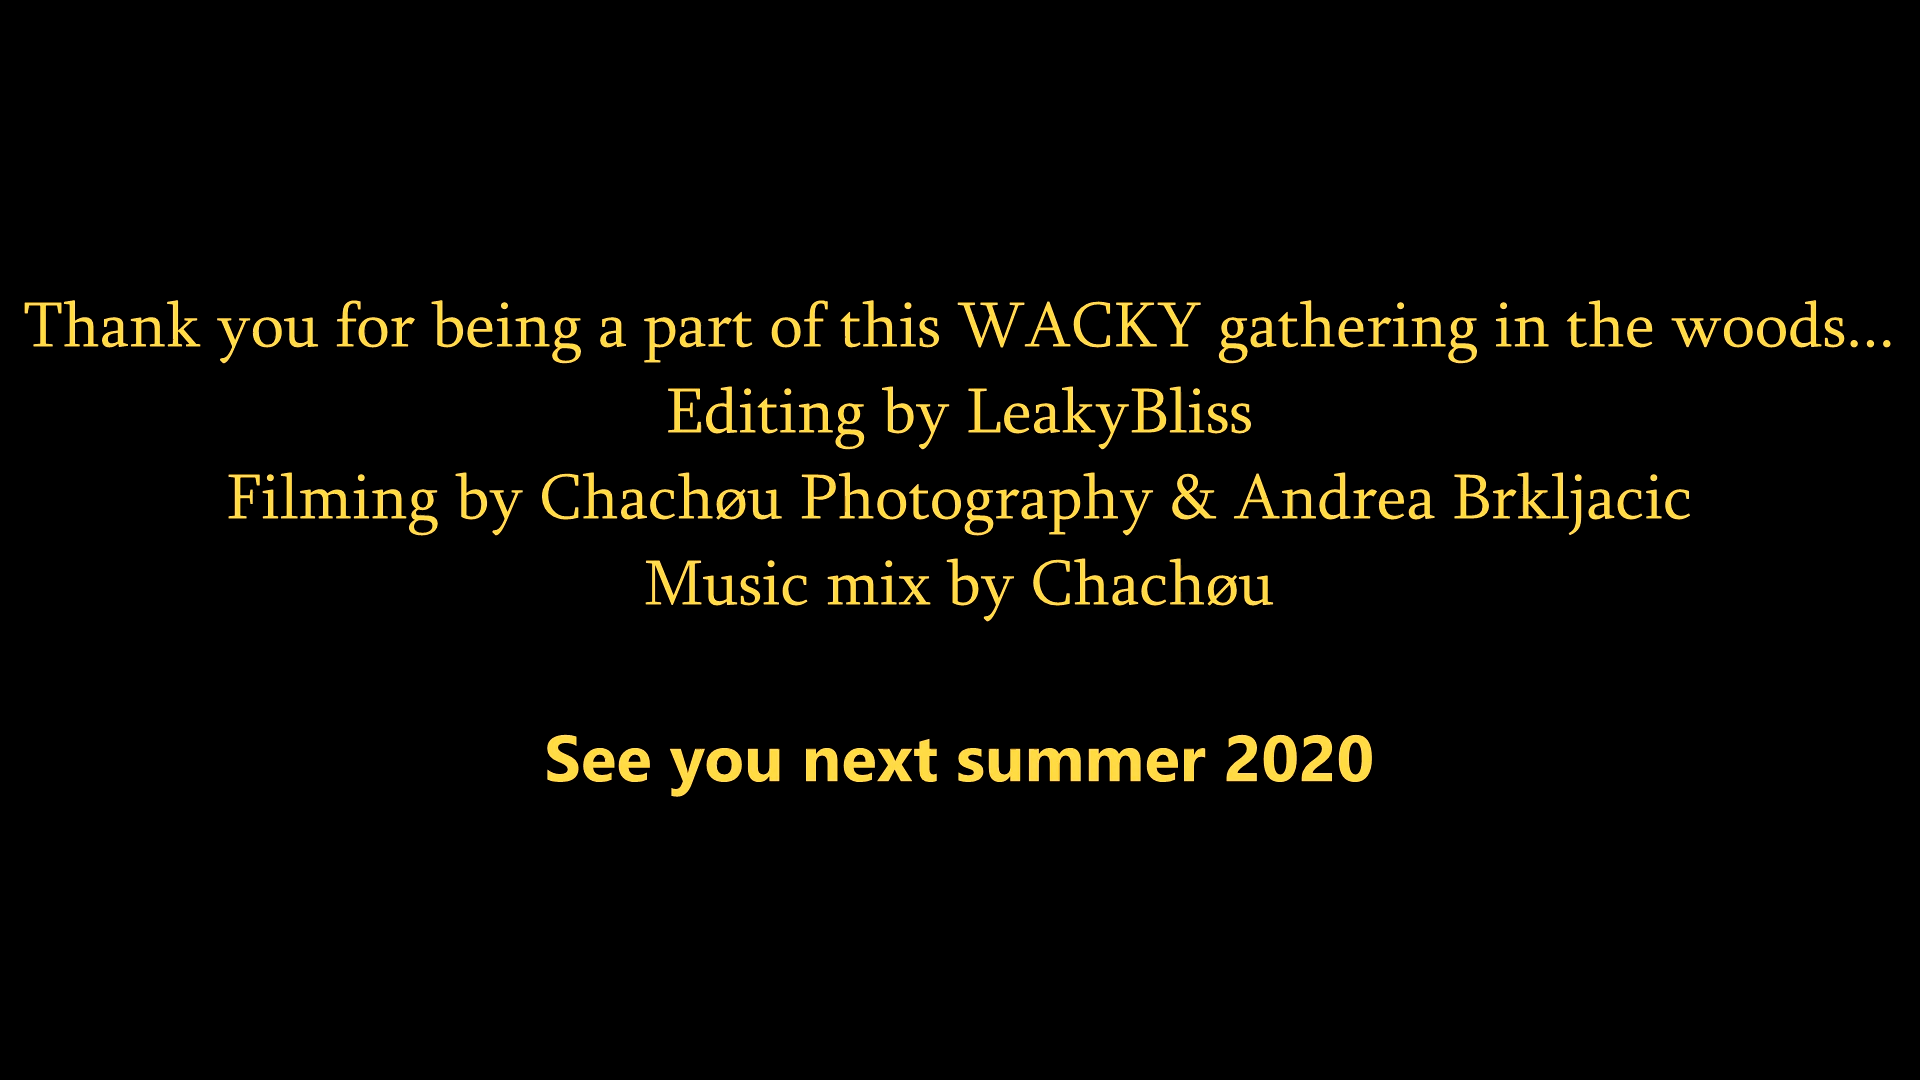 Thank you for being a part of this WACKY gathering in the woods...
Editing by LeakyBliss
Filming by Chachøu Photography & Andrea Brkljacic
Music mix by Chachøu
See you next summer 2020